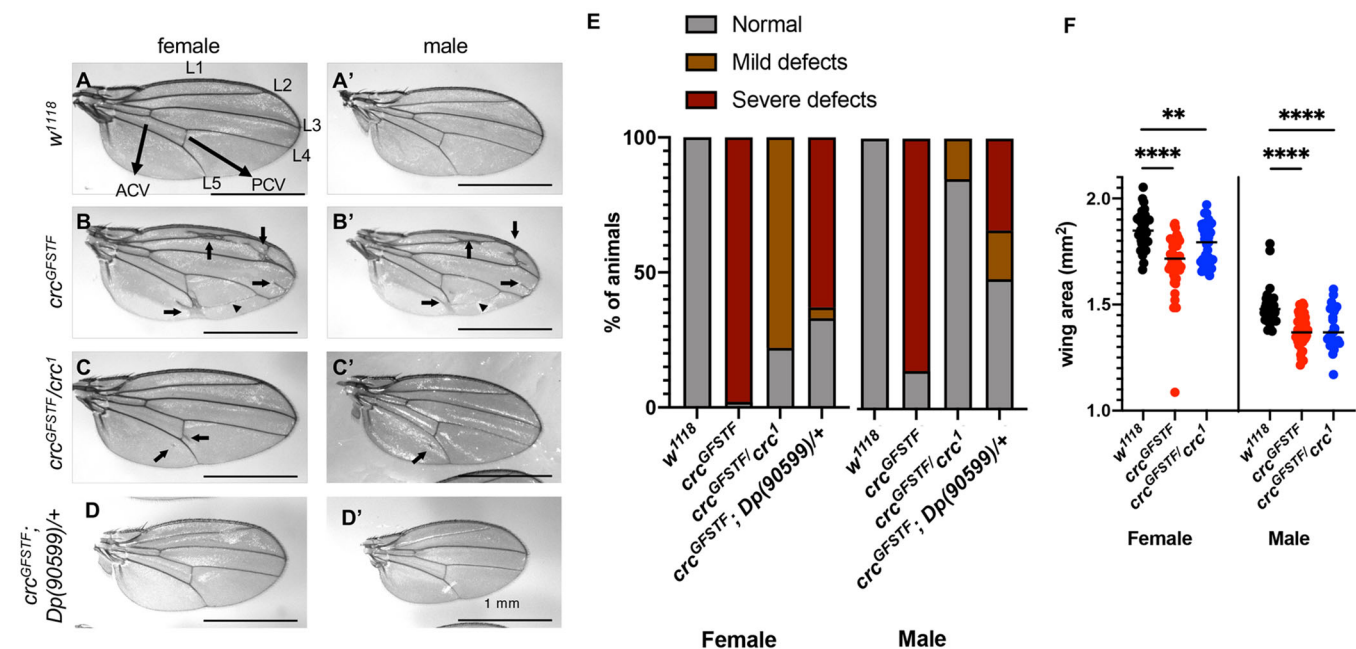 female
male
w1118
A
L1
L2
L3
L4
L5
ACV
PCV
A’
crcGFSTF
B
B’
crcGFSTF/crc1
C
C’
crcGFSTF;
Dp(90599)/+
D
D’
1 mm
E
Normal
Mild defects
Severe defects
% of animals
100
50
0
w1118
crcGFSTF
crcGFSTF/crc1
crcGFSTF; Dp(90599)/+
w1118
crcGFSTF
crcGFSTF/crc1
crcGFSTF; Dp(90599)/+
Female
Male
F
**
****
****
****
wing area (mm2)
2.0
1.5
1.0
w1118
crcGFSTF
crcGFSTF/crc1
w1118
crcGFSTF
crcGFSTF/crc1
Female
Male